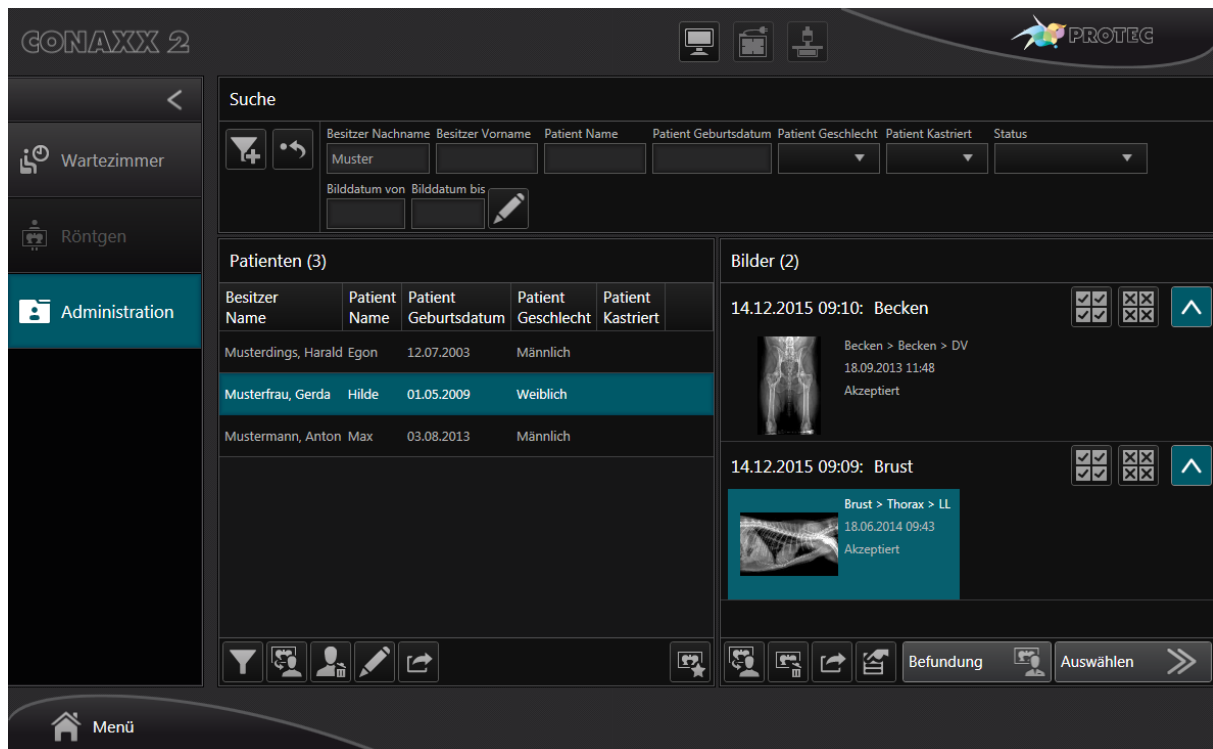 CONAXX 2
PROTEC
Suche
Wartezimmer
Röntgen
Administration
Besitzer Nachname Besitzer Vorname Patient Name Patient Geburtsdatum Patient Geschlecht Patient Kastriert Status
Muster
Bilddatum von Bilddatum bis
Patienten (3)
Besitzer Name Patient Name Patient Geburtsdatum Patient Geschlecht Patient Kastriert
Musterdings, Harald Egon 12.07.2003 Männlich
Musterfrau, Gerda Hilde 01.05.2009 Weiblich
Mustermann, Anton Max 03.08.2013 Männlich
Bilder (2)
14.12.2015 09:10: Becken
Becken > Becken > DV
18.09.2013 11:48
Akzeptiert
14.12.2015 09:09: Brust
Brust > Thorax > LL
18.06.2014 09:43
Akzeptiert
Befundung
Auswählen
Menü